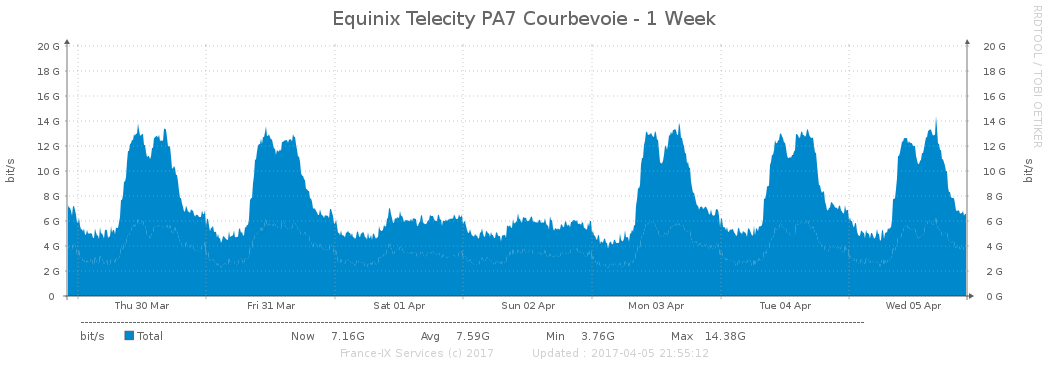 Equinix Telecity PA7 Courbevoie - 1 Week
RRDTOOL / TOBI OETIKER
bit/s
20 G 20 G
18 G 18 G
16 G 16 G
14 G 14 G
12 G 12 G
10 G 10 G
8 G 8 G
6 G 6 G
4 G 4 G
2 G 2 G
0 0 G
bit/s
Thu 30 Mar Fri 31 Mar Sat 01 Apr Sun 02 Apr Mon 03 Apr Tue 04 Apr Wed 05 Apr
bit/s Total Now 7.16G Avg 7.59G Min 3.76G Max 14.38G
France-IX Services (c) 2017 Updated : 2017-04-05 21:55:12